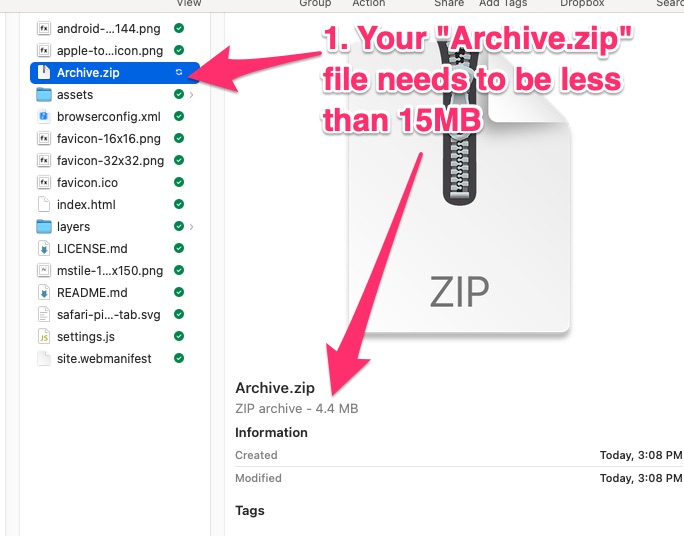 View Group Action Share Add Tags Dropbox
android-...144.png
apple-to...icon.png
Archive.zip
assets
browserconfig.xml
favicon-16x16.png
favicon-32x32.png
favicon.ico
index.html
layers
LICENSE.md
mstile-1...x150.png
README.md
safari-pi...-tab.svg
settings.js
site.webmanifest
1. Your "Archive.zip"
file needs to be less
than 15MB
ZIP
Archive.zip
ZIP archive - 4.4 MB
Information
Created Today, 3:08 PM
Modified Today, 3:08 PM
Tags